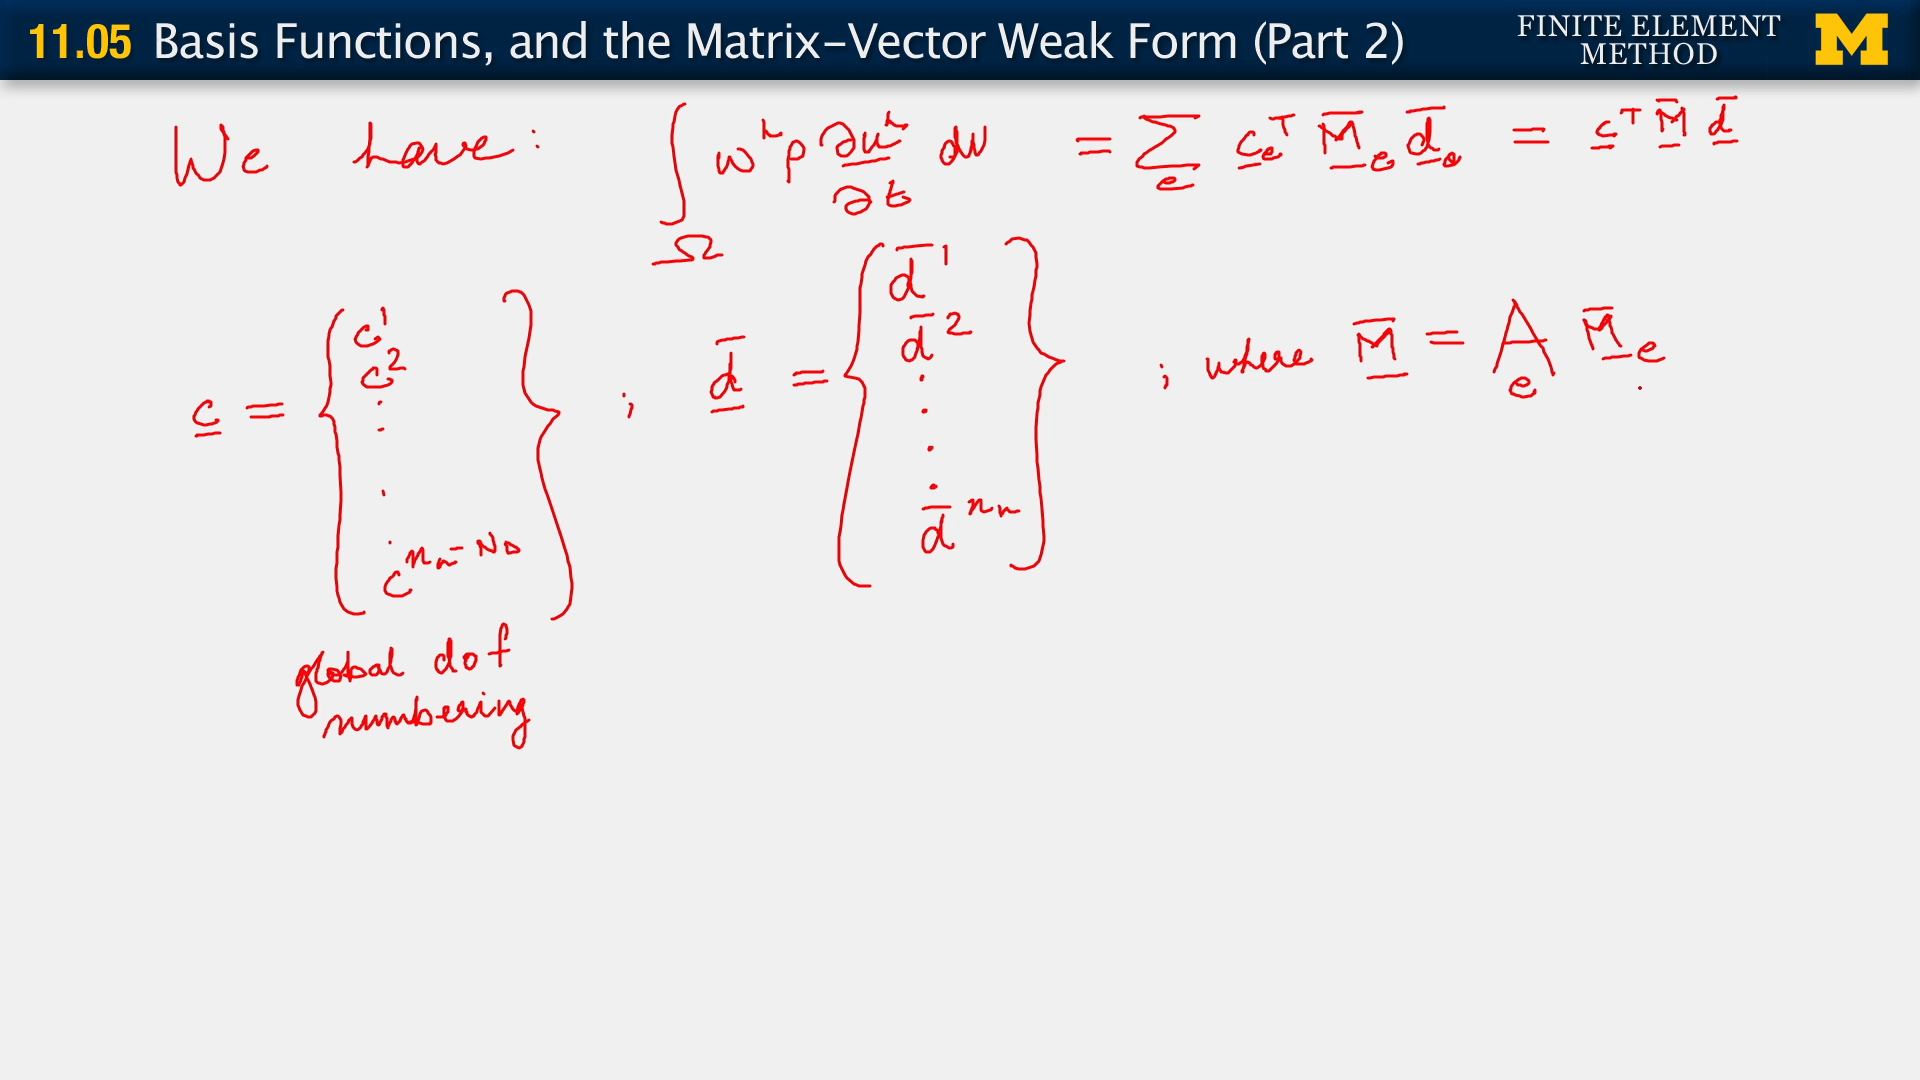 11.05 Basis Functions, and the Matrix–Vector Weak Form (Part 2)
FINITE ELEMENT
METHOD
M
We have: ∫_Ω w^h ρ ∂u^h/∂t dV = Σ_e c_e^T M̄_e d̄_e = c^T M̄ d̄
c = { c^1 c^2 . . . . c^{n_n - N_D} } ; d̄ = { d̄^1 d̄^2 . . . . d̄^{n_n} } ; where M̄ = A_e M̄_e
global dof
numbering